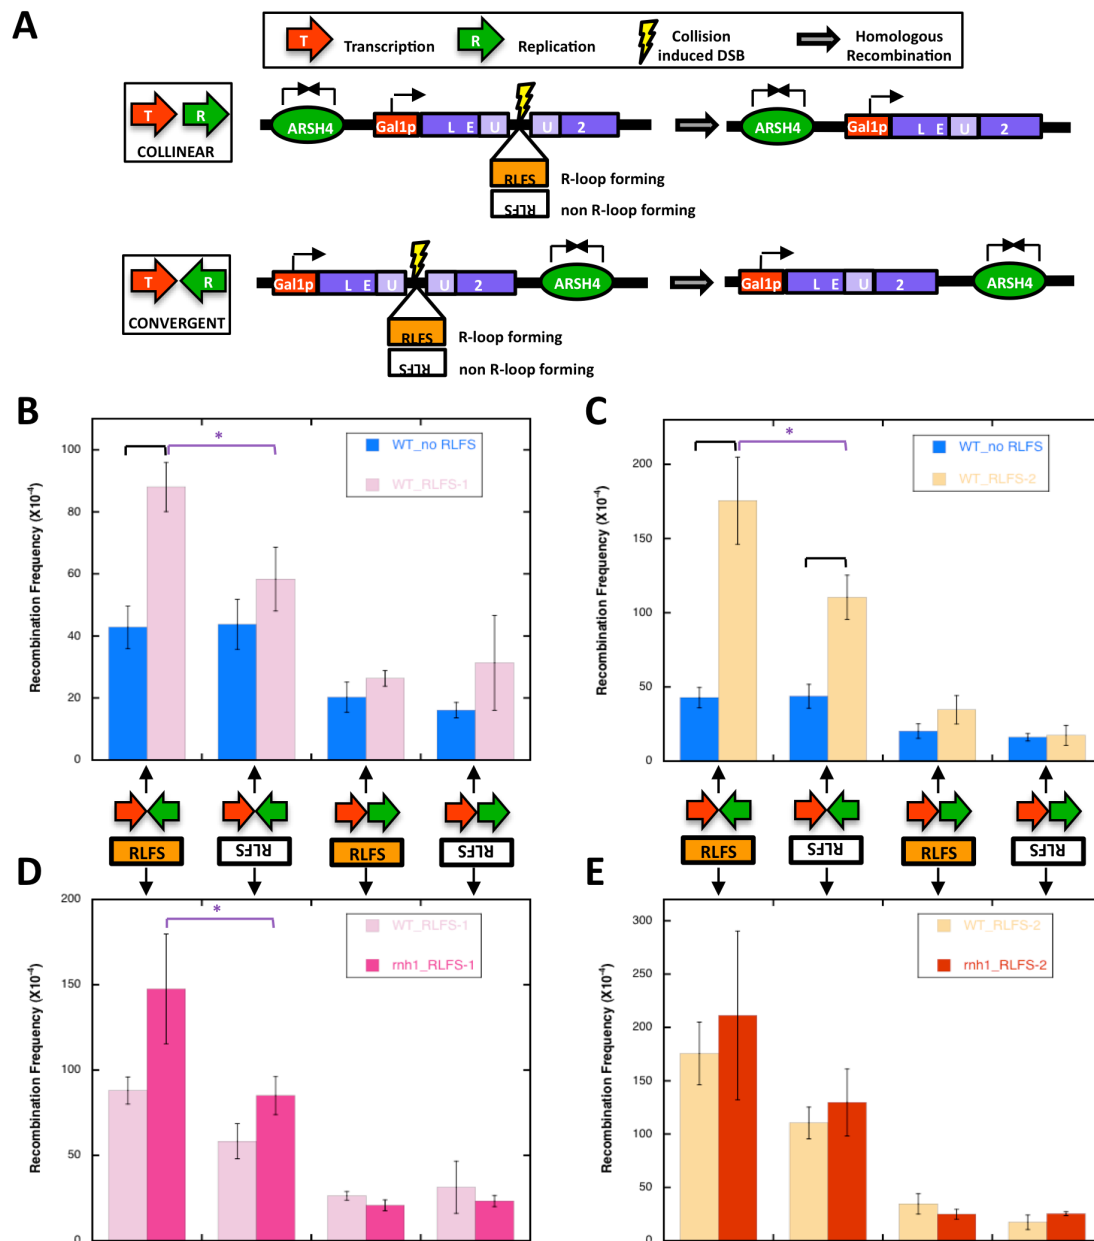 A
T Transcription R Replication Collision induced DSB Homologous Recombination
T R
COLLINEAR
ARSH4 Gal1p L E U U 2 ARSH4 Gal1p L E U 2
RLFS R-loop forming
RLFS non R-loop forming
T R
CONVERGENT
Gal1p L E U U 2 ARSH4 Gal1p L E U 2 ARSH4
RLFS R-loop forming
RLFS non R-loop forming
B
Recombination Frequency (X10⁻⁴)
100
80
60
40
20
0
*
WT_no RLFS
WT_RLFS-1
C
Recombination Frequency (X10⁻⁴)
200
150
100
50
0
*
WT_no RLFS
WT_RLFS-2
RLFS RLFS RLFS RLFS
RLFS RLFS RLFS RLFS
D
Recombination Frequency (X10⁻⁴)
200
150
100
50
0
*
WT_RLFS-1
rnh1_RLFS-1
E
Recombination Frequency (X10⁻⁴)
300
250
200
150
100
50
0
WT_RLFS-2
rnh1_RLFS-2